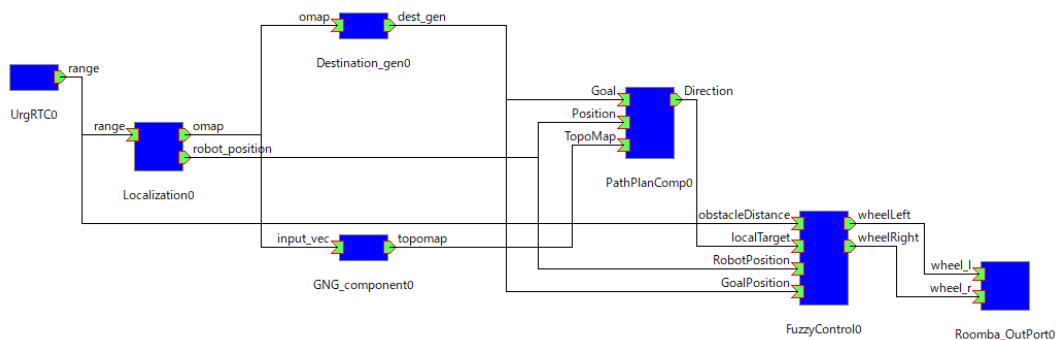 omap
dest_gen
Destination_gen0
range
UrgRTC0
range
omap
robot_position
Localization0
Goal
Position
TopoMap
Direction
PathPlanComp0
input_vec
topomap
GNG_component0
obstacleDistance
localTarget
RobotPosition
GoalPosition
wheelLeft
wheelRight
FuzzyControl0
wheel_l
wheel_r
Roomba_OutPort0